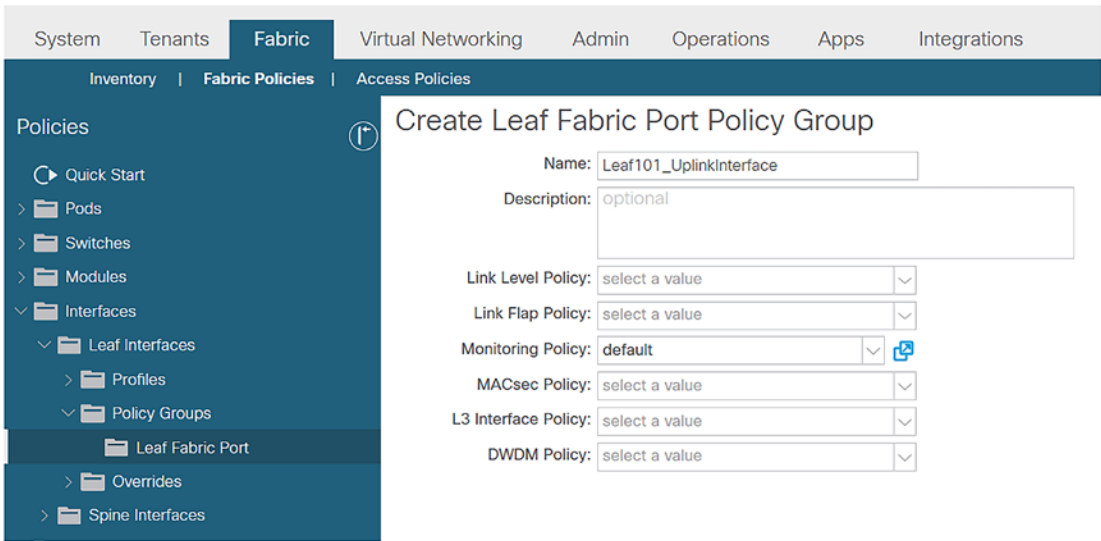 System Tenants Fabric Virtual Networking Admin Operations Apps Integrations
Inventory | Fabric Policies | Access Policies
Policies
Quick Start
Pods
Switches
Modules
Interfaces
Leaf Interfaces
Profiles
Policy Groups
Leaf Fabric Port
Overrides
Spine Interfaces
Create Leaf Fabric Port Policy Group
Name: Leaf101_UplinkInterface
Description: optional
Link Level Policy: select a value
Link Flap Policy: select a value
Monitoring Policy: default
MACsec Policy: select a value
L3 Interface Policy: select a value
DWDM Policy: select a value